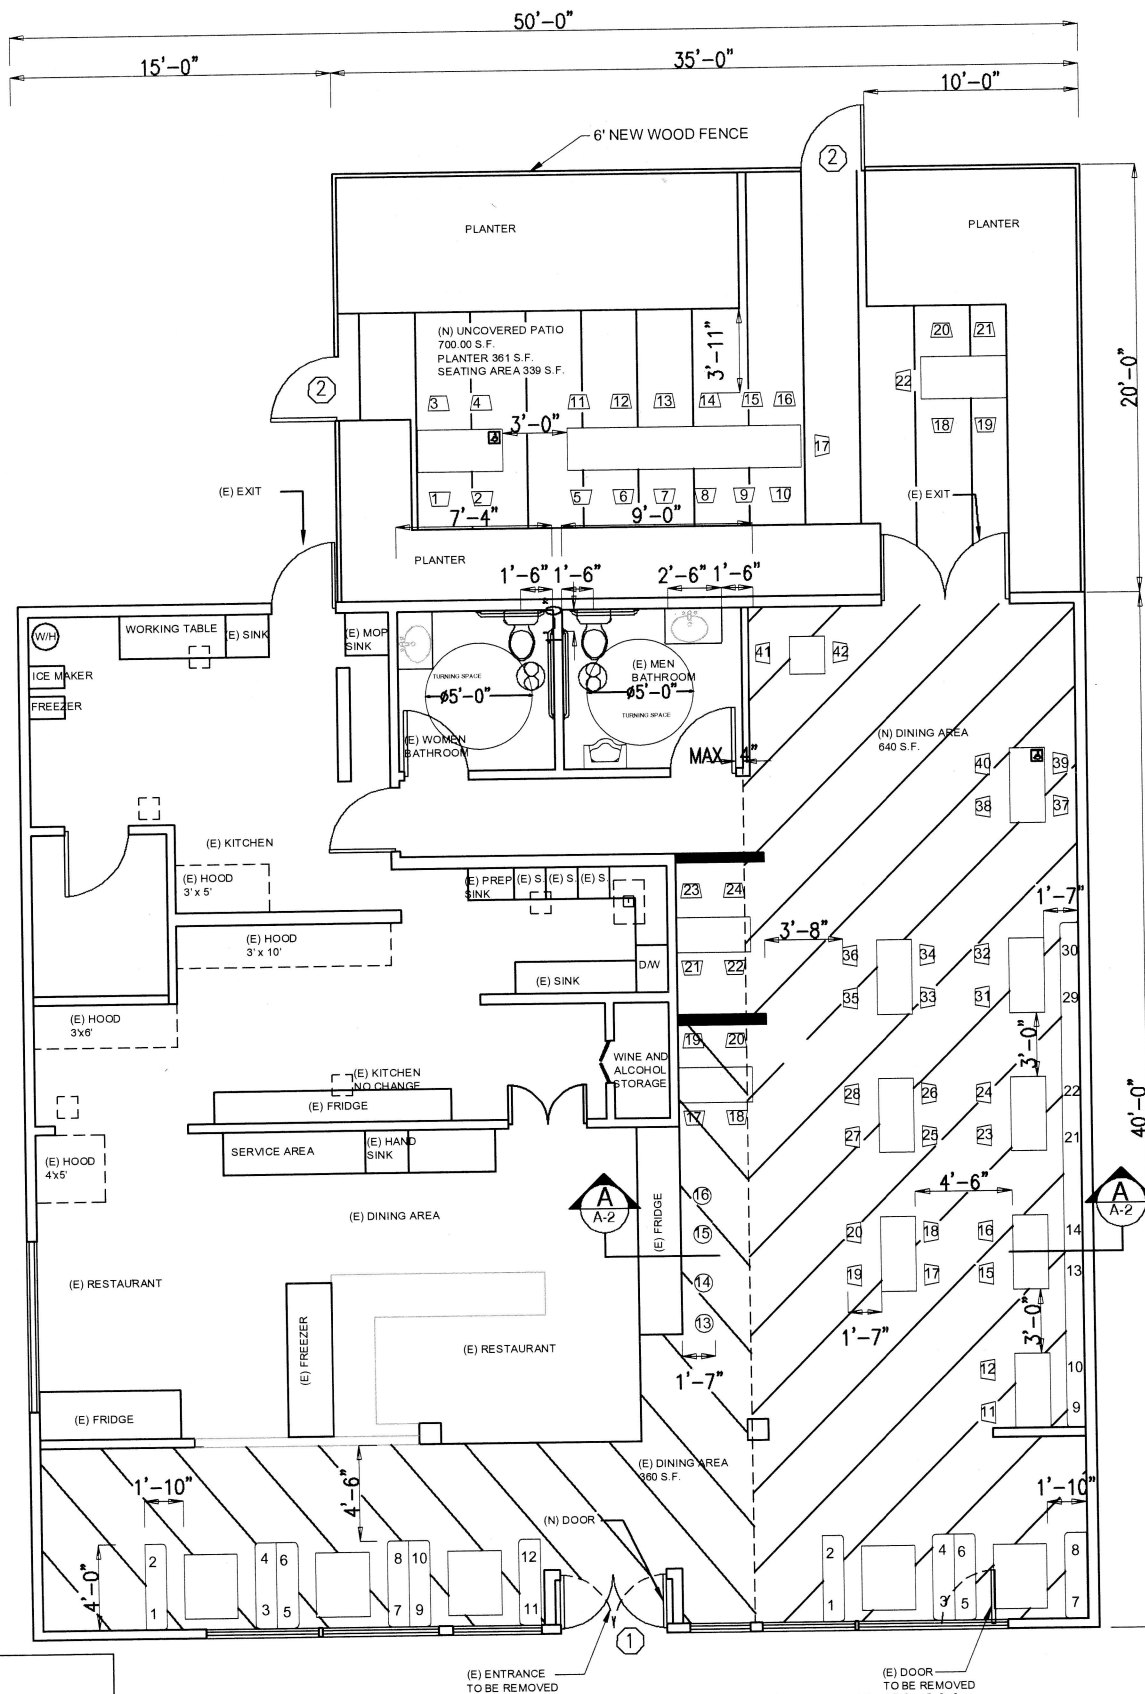 50'-0"
15'-0"
35'-0"
10'-0"
6' NEW WOOD FENCE
2
PLANTER
PLANTER
(N) UNCOVERED PATIO
700.00 S.F.
PLANTER 361 S.F.
SEATING AREA 339 S.F.
3'-11"
20 21
22
20'-0"
2
3 4 11 12 13 14 15 16
3'-0"
17
18 19
1 2 5 6 7 8 9 10
(E) EXIT
(E) EXIT
7'-4"
9'-0"
PLANTER
1'-6" 1'-6" 2'-6" 1'-6"
W/H
WORKING TABLE
(E) SINK
(E) MOP
SINK
41 42
ICE MAKER
FREEZER
TURNING SPACE
ø5'-0"
(E) MEN
BATHROOM
ø5'-0"
TURNING SPACE
(E) WOMEN
BATHROOM
MAX 4"
(N) DINING AREA
640 S.F.
40 39
38 37
(E) KITCHEN
(E) HOOD
3' x 5'
(E) PREP
SINK
(E) S.
(E) S.
(E) S.
23 24
1'-7"
(E) HOOD
3' x 10'
3'-8"
36 34 32 30
D/W
(E) SINK
21 22
35 33 31 29
(E) HOOD
3'x6'
19 20
3'-0"
WINE AND
ALCOHOL
STORAGE
(E) KITCHEN
NO CHANGE
(E) FRIDGE
28 26 24 22
17 18
27 25 23 21
40'-0"
SERVICE AREA
(E) HAND
SINK
(E) HOOD
4'x5'
4'-6"
A
A-2
A
A-2
16
(E) DINING AREA
(E) FRIDGE
15
20 18 16 14
(E) RESTAURANT
14
19 17 15 13
13
3'-0"
1'-7"
(E) FREEZER
(E) RESTAURANT
1'-7"
12 10
11 9
(E) FRIDGE
(E) DINING AREA
360 S.F.
1'-10"
4'-6"
1'-10"
(N) DOOR
4'-0"
2 4 6 8 10 12 2 4 6 8
1 3 5 7 9 11 1 3 5 7
1
(E) ENTRANCE
TO BE REMOVED
(E) DOOR
TO BE REMOVED